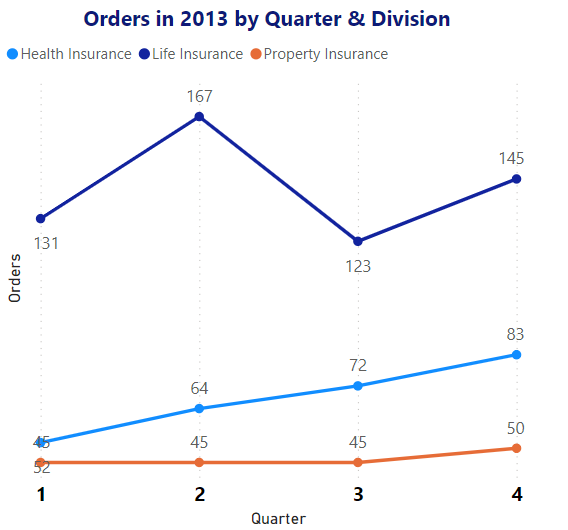 Orders in 2013 by Quarter & Division
Health Insurance Life Insurance Property Insurance
167
145
131
123
83
72
64
50
45
45
45
52
Orders
1 2 3 4
Quarter